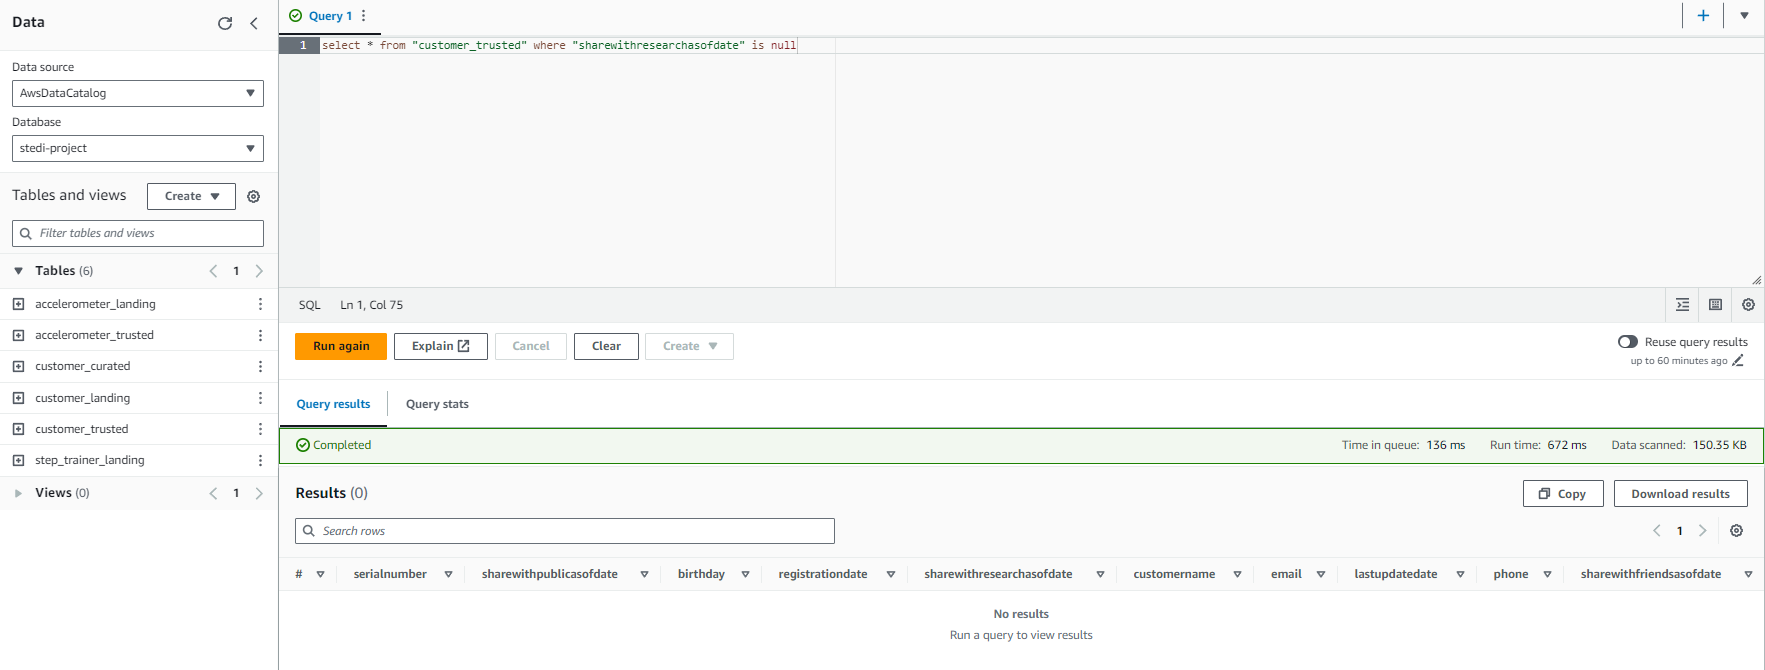 Data
Data source
AwsDataCatalog
Database
stedi-project
Tables and views
Create
Filter tables and views
Tables (6)
1
accelerometer_landing
accelerometer_trusted
customer_curated
customer_landing
customer_trusted
step_trainer_landing
Views (0)
1
Query 1
1 select * from "customer_trusted" where "sharewithresearchasofdate" is null
SQL Ln 1, Col 75
Run again Explain Cancel Clear Create
Reuse query results
up to 60 minutes ago
Query results Query stats
Completed Time in queue: 136 ms Run time: 672 ms Data scanned: 150.35 KB
Results (0) Copy Download results
Search rows 1
# serialnumber sharewithpublicasofdate birthday registrationdate sharewithresearchasofdate customername email lastupdatedate phone sharewithfriendsasofdate
No results
Run a query to view results